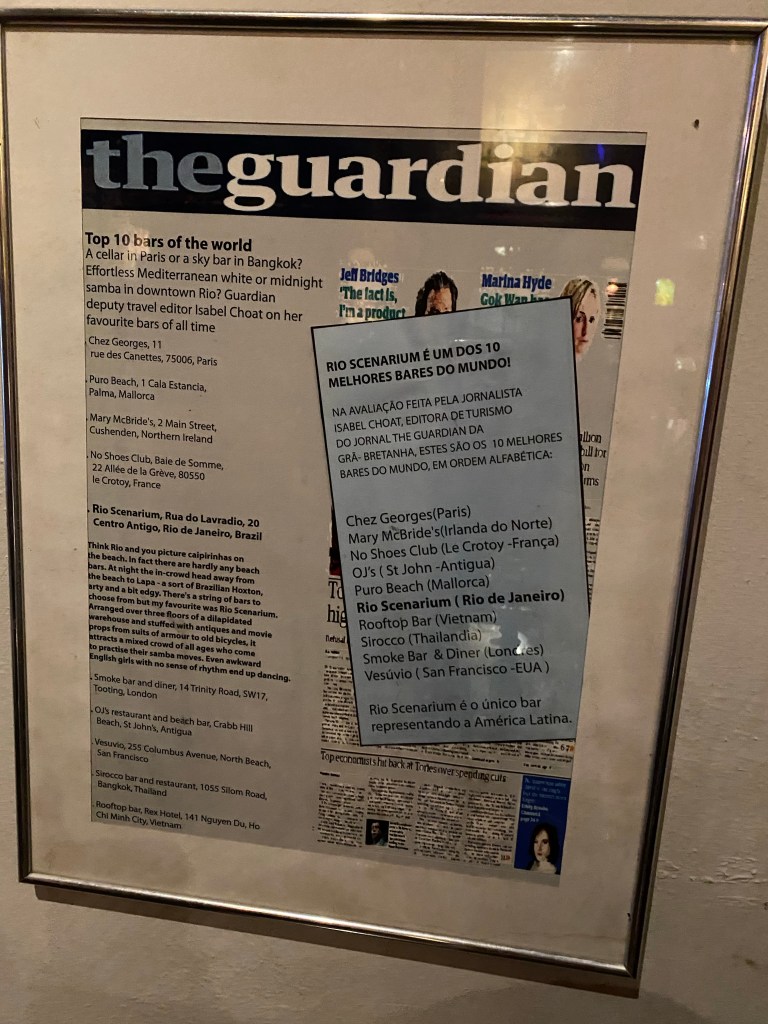 theguardian
Top 10 bars of the world
A cellar in Paris or a sky bar in Bangkok?
Effortless Mediterranean white or midnight
samba in downtown Rio? Guardian
deputy travel editor Isabel Choat on her
favourite bars of all time
. Chez Georges, 11
rue des Canettes, 75006, Paris
. Puro Beach, 1 Cala Estancia,
Palma, Mallorca
. Mary McBride's, 2 Main Street,
Cushenden, Northern Ireland
. No Shoes Club, Baie de Somme,
22 Allée de la Grève, 80550
le Crotoy, France
. Rio Scenarium, Rua do Lavradio, 20
Centro Antigo, Rio de Janeiro, Brazil
Think Rio and you picture caipirinhas on
the beach. In fact there are hardly any beach
bars. At night the in-crowd head away from
the beach to Lapa - a sort of Brazilian Hoxton,
arty and a bit edgy. There's a string of bars to
choose from but my favourite was Rio Scenarium.
Arranged over three floors of a dilapidated
warehouse and stuffed with antiques and movie
props from suits of armour to old bicycles, it
attracts a mixed crowd of all ages who come
to practise their samba moves. Even awkward
English girls with no sense of rhythm end up dancing.
. Smoke bar and diner, 14 Trinity Road, SW17,
Tooting, London
. OJ's restaurant and beach bar, Crabb Hill
Beach, St John's, Antigua
. Vesuvio, 255 Columbus Avenue, North Beach,
San Francisco
. Sirocco bar and restaurant, 1055 Silom Road,
Bangkok, Thailand
. Rooftop bar, Rex Hotel, 141 Nguyen Du, Ho
Chi Minh City, Vietnam
Jeff Bridges
'The fact is,
I'm a product
Marina Hyde
Gok Wan
RIO SCENARIUM É UM DOS 10
MELHORES BARES DO MUNDO!
NA AVALIAÇÃO FEITA PELA JORNALISTA
ISABEL CHOAT, EDITORA DE TURISMO
DO JORNAL THE GUARDIAN DA
GRÃ- BRETANHA, ESTES SÃO OS 10 MELHORES
BARES DO MUNDO, EM ORDEM ALFABÉTICA:
Chez Georges(Paris)
Mary McBride's(Irlanda do Norte)
No Shoes Club (Le Crotoy -França)
OJ's ( St John -Antigua)
Puro Beach (Mallorca)
Rio Scenarium ( Rio de Janeiro)
Rooftop Bar (Vietnam)
Sirocco (Thailandia)
Smoke Bar & Diner (Londres)
Vesúvio ( San Francisco -EUA )
Rio Scenarium é o único bar
representando a América Latina.
Top economists hit back at Tories over spending cuts